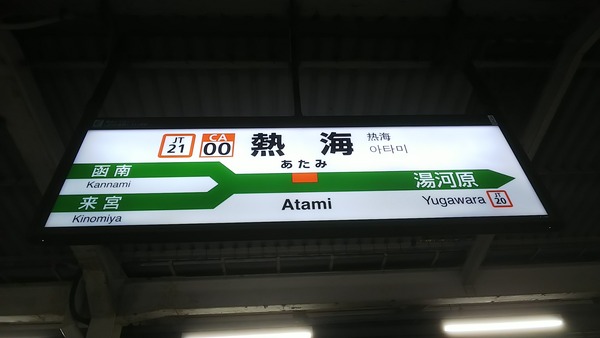 JT
21
CA
00
熱海
热海
아타미
あたみ
Atami
函南
Kannami
来宮
Kinomiya
湯河原
Yugawara
JT
20